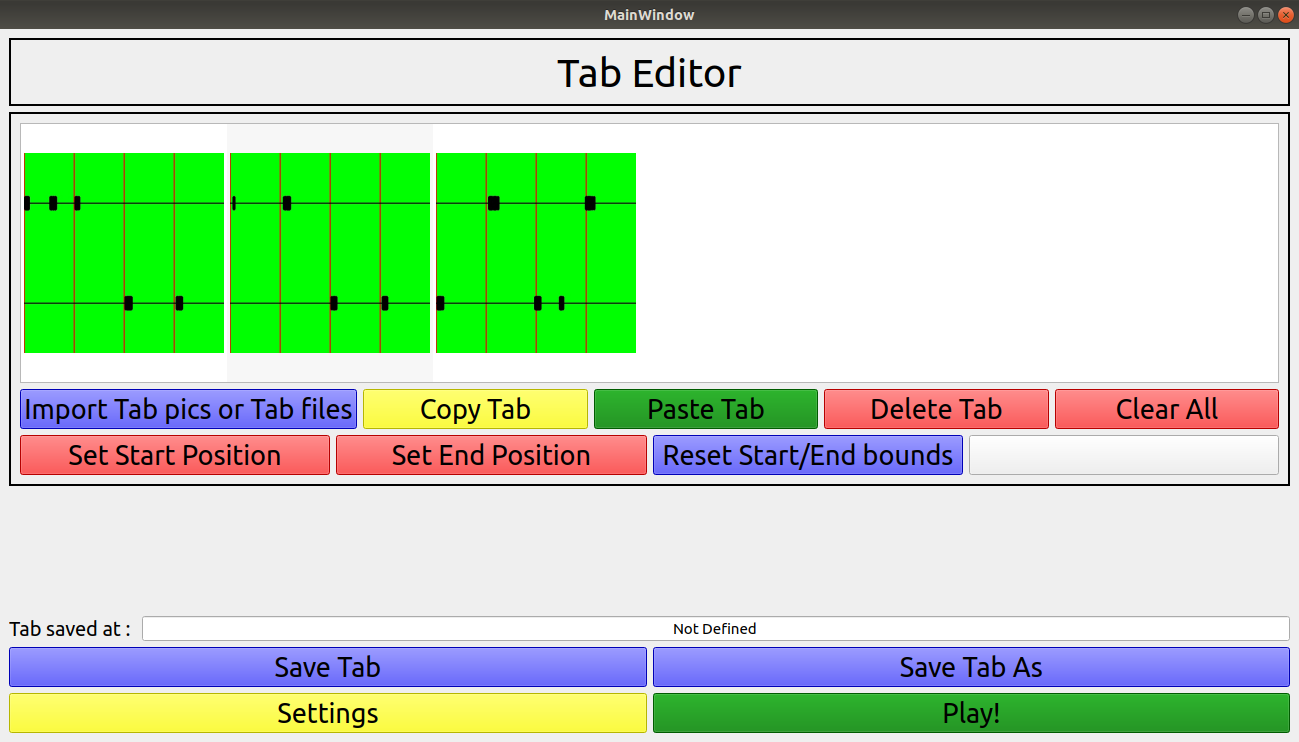 MainWindow
Tab Editor
Import Tab pics or Tab files
Copy Tab
Paste Tab
Delete Tab
Clear All
Set Start Position
Set End Position
Reset Start/End bounds
Tab saved at :
Not Defined
Save Tab
Save Tab As
Settings
Play!